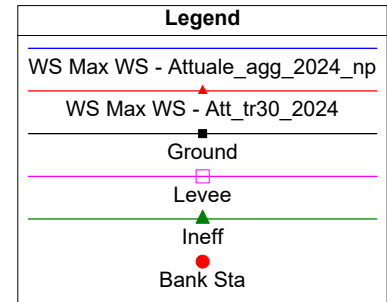 Legend
WS Max WS - Attuale_agg_2024_np
WS Max WS - Att_tr30_2024
Ground
Levee
Ineff
Bank Sta